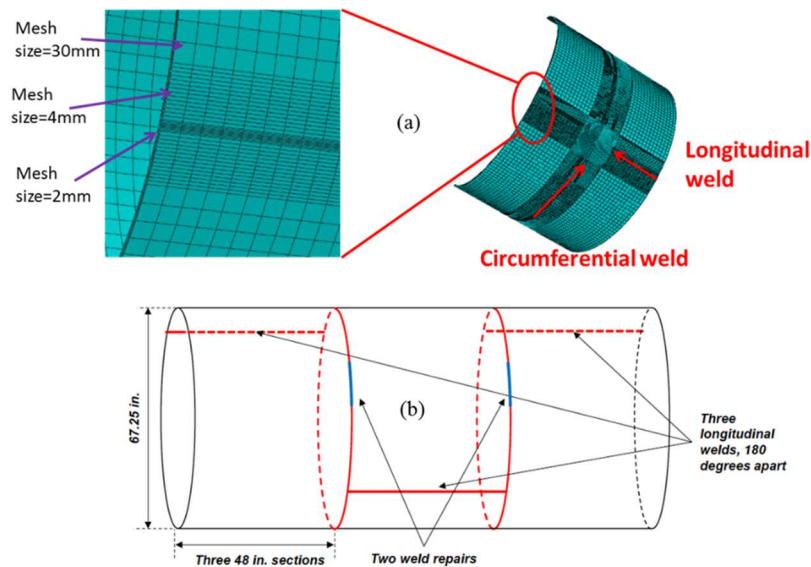 Mesh
size=30mm
Mesh
size=4mm
Mesh
size=2mm
(a)
Longitudinal
weld
Circumferential weld
67.25 in.
(b)
Three
longitudinal
welds, 180
degrees apart
Three 48 in. sections
Two weld repairs